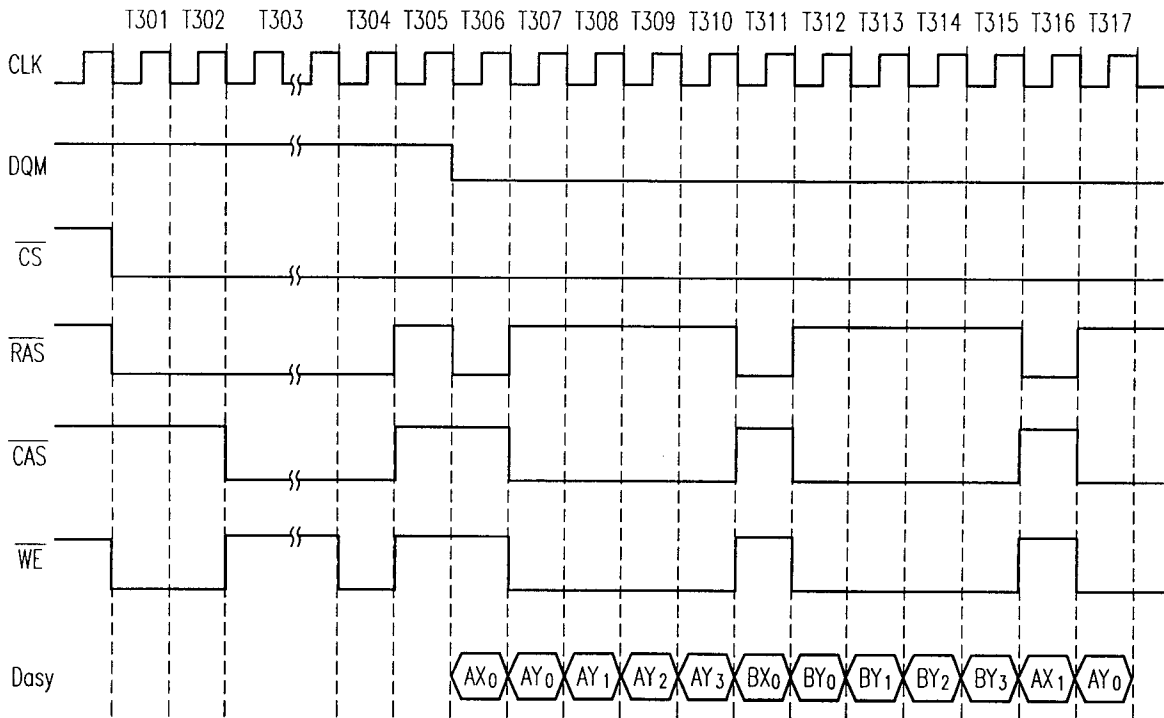 T301 T302 T303 T304 T305 T306 T307 T308 T309 T310 T311 T312 T313 T314 T315 T316 T317
CLK
DQM
CS
RAS
CAS
WE
Dasy AX0 AY0 AY1 AY2 AY3 BX0 BY0 BY1 BY2 BY3 AX1 AY0